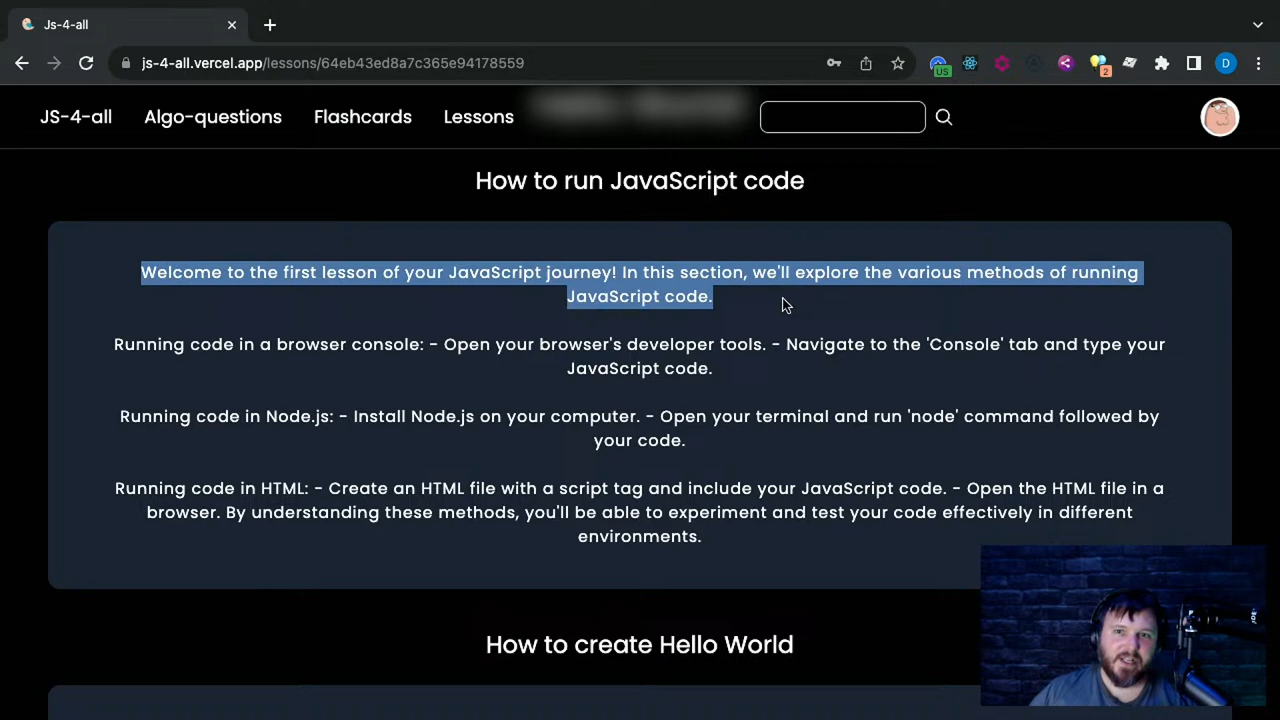 Js-4-all
js-4-all.vercel.app/lessons/64eb43ed8a7c365e94178559
US
2
D
JS-4-all Algo-questions Flashcards Lessons Hello World
How to run JavaScript code
Welcome to the first lesson of your JavaScript journey! In this section, we'll explore the various methods of running
JavaScript code.
Running code in a browser console: - Open your browser's developer tools. - Navigate to the 'Console' tab and type your
JavaScript code.
Running code in Node.js: - Install Node.js on your computer. - Open your terminal and run 'node' command followed by
your code.
Running code in HTML: - Create an HTML file with a script tag and include your JavaScript code. - Open the HTML file in a
browser. By understanding these methods, you'll be able to experiment and test your code effectively in different
environments.
How to create Hello World